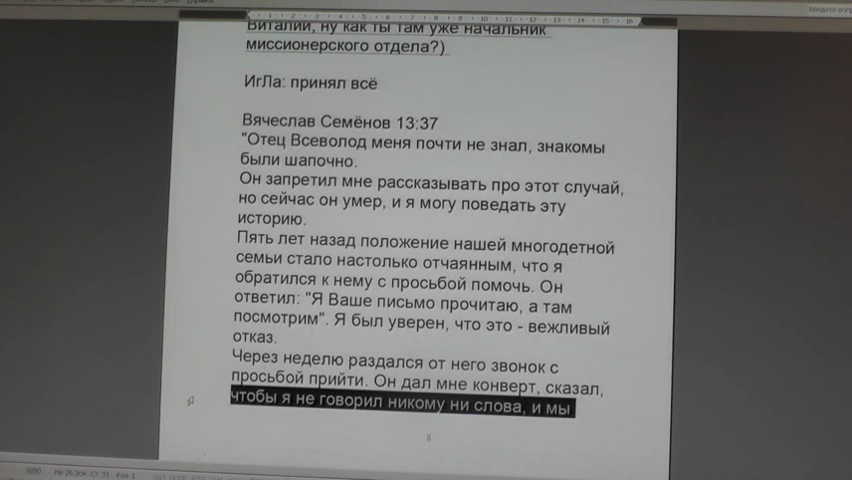 Виталий, ну как ты там уже начальник
миссионерского отдела?)
ИгЛа: принял всё
Вячеслав Семёнов 13:37
"Отец Всеволод меня почти не знал, знакомы
были шапочно.
Он запретил мне рассказывать про этот случай,
но сейчас он умер, и я могу поведать эту
историю.
Пять лет назад положение нашей многодетной
семьи стало настолько отчаянным, что я
обратился к нему с просьбой помочь. Он
ответил: "Я Ваше письмо прочитаю, а там
посмотрим". Я был уверен, что это - вежливый
отказ.
Через неделю раздался от него звонок с
просьбой прийти. Он дал мне конверт, сказал,
чтобы я не говорил никому ни слова, и мы
8